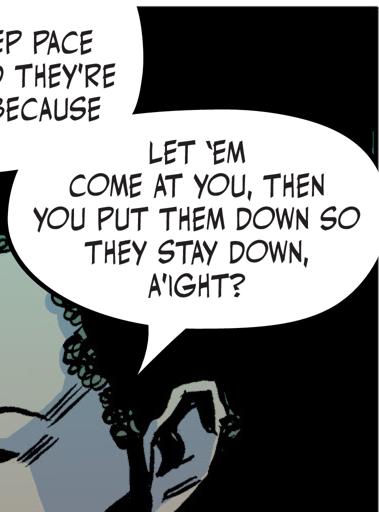 PACE
THEY'RE
BECAUSE
LET 'EM
COME AT YOU, THEN
YOU PUT THEM DOWN SO
THEY STAY DOWN,
A'IGHT?